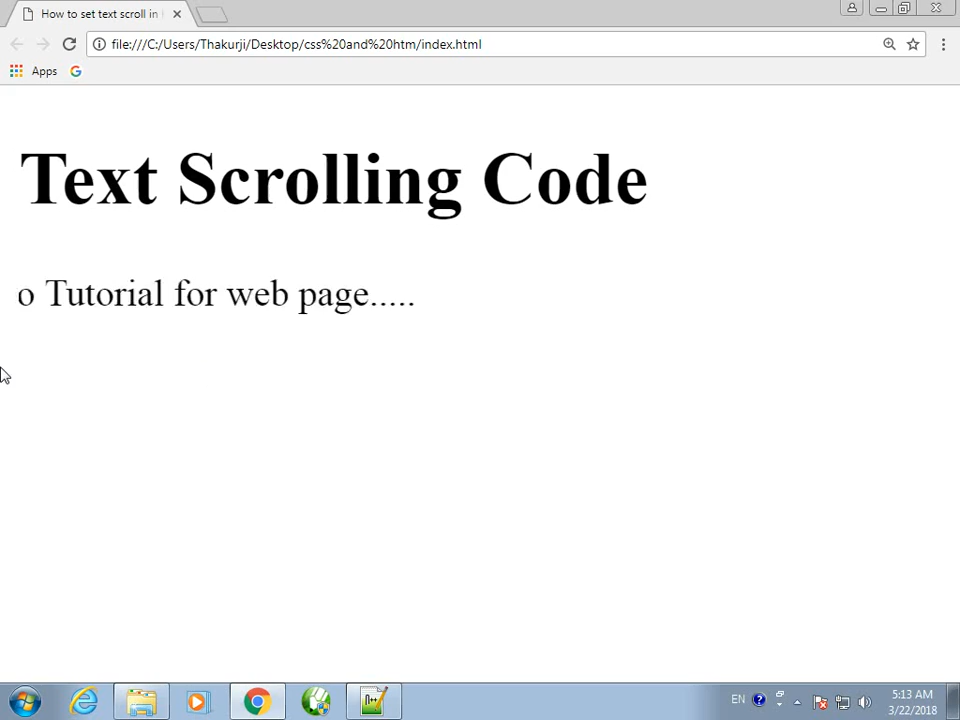 How to set text scroll in
file:///C:/Users/Thakurji/Desktop/css%20and%20htm/index.html
Apps
Text Scrolling Code
o Tutorial for web page.....
EN
5:13 AM
3/22/2018